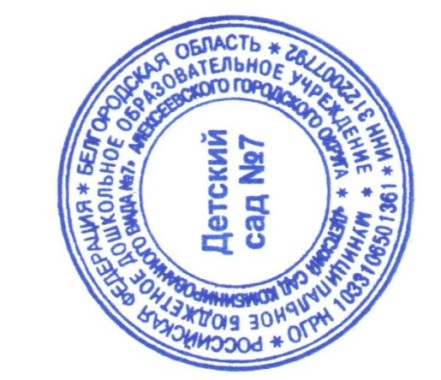 * РОССИЙСКАЯ ФЕДЕРАЦИЯ * БЕЛГОРОДСКАЯ ОБЛАСТЬ * ИНН 3122007792 ОГРН 1033106501361
* МУНИЦИПАЛЬНОЕ БЮДЖЕТНОЕ ДОШКОЛЬНОЕ ОБРАЗОВАТЕЛЬНОЕ УЧРЕЖДЕНИЕ
* «ДЕТСКИЙ САД КОМБИНИРОВАННОГО ВИДА №7» АЛЕКСЕЕВСКОГО ГОРОДСКОГО ОКРУГА
Детский
сад №7